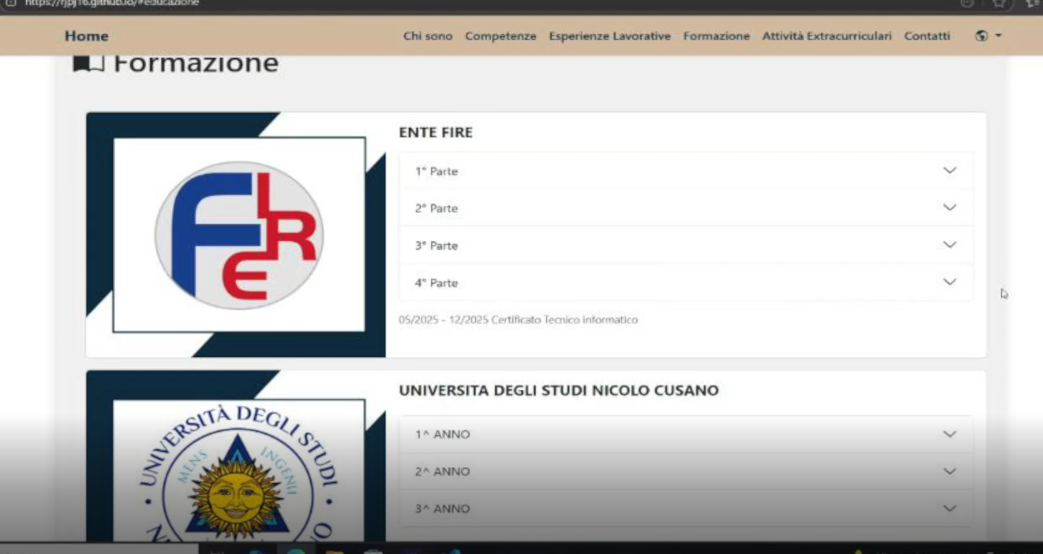 https://rjpj16.github.io/#educazione
Home
Chi sono Competenze Esperienze Lavorative Formazione Attività Extracurriculari Contatti
Formazione
FIRE
ENTE FIRE
1° Parte
2° Parte
3° Parte
4° Parte
05/2025 - 12/2025 Certificato Tecnico informatico
UNIVERSITÀ DEGLI STUDI
MENS INGENII
UNIVERSITA DEGLI STUDI NICOLO CUSANO
1^ ANNO
2^ ANNO
3^ ANNO